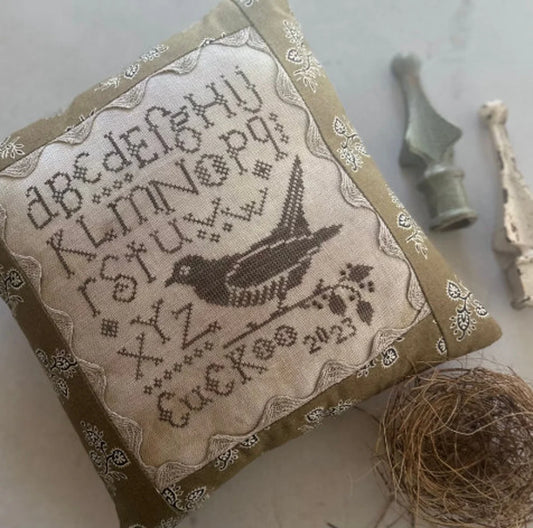 aBCdEfgHIJ
KLMNOPq
rStuvw
XYZ
CucKoo 2023